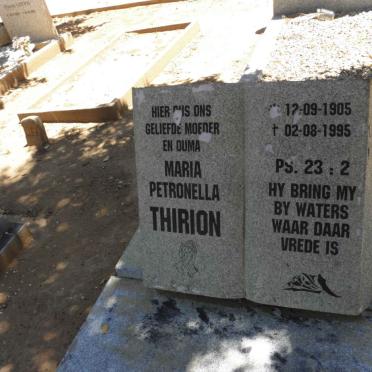 HIER RUS ONS
GELIEFDE MOEDER
EN OUMA
MARIA
PETRONELLA
THIRION
* 12-09-1905
† 02-08-1995
PS. 23 : 2
HY BRING MY
BY WATERS
WAAR DAAR
VREDE IS